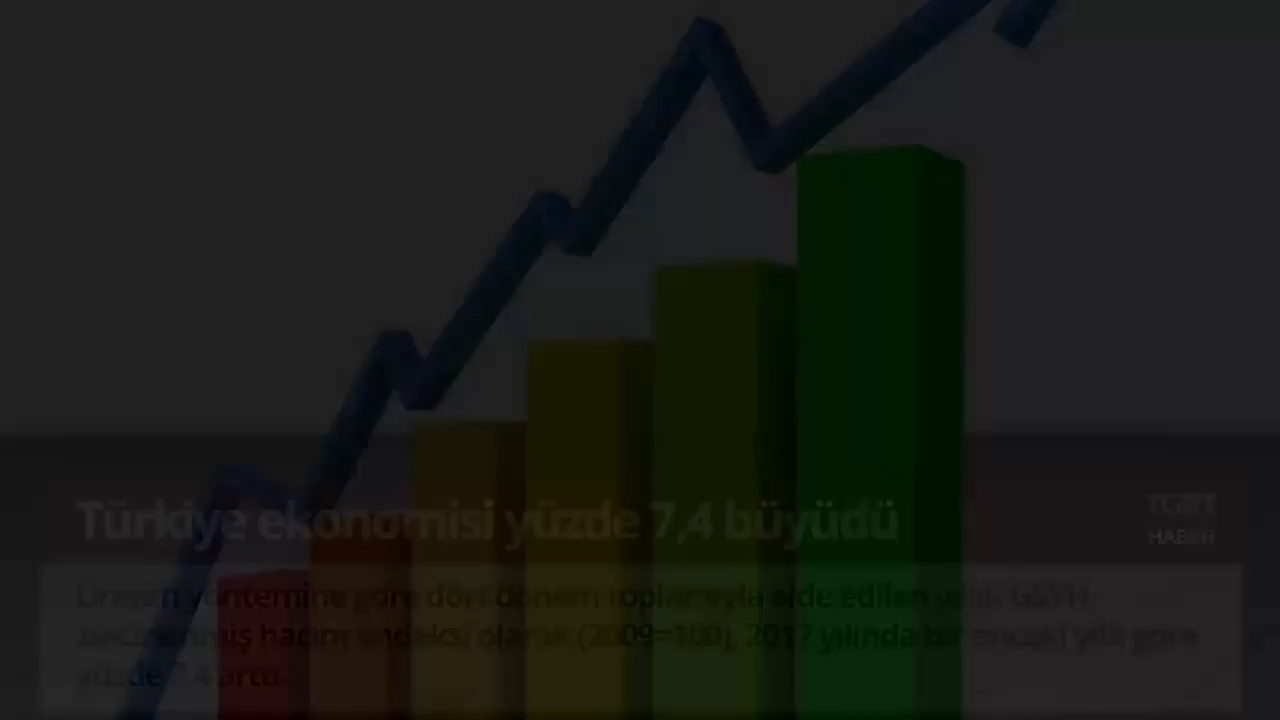 Türkiye ekonomisi yüzde 7,4 büyüdü
TGRT
HABER
Üretim yöntemine göre dört dönem toplamıyla elde edilen yıllık GSYH,
zincirlenmiş hacim endeksi olarak (2009=100), 2017 yılında bir önceki yıla göre
yüzde 7,4 arttı.